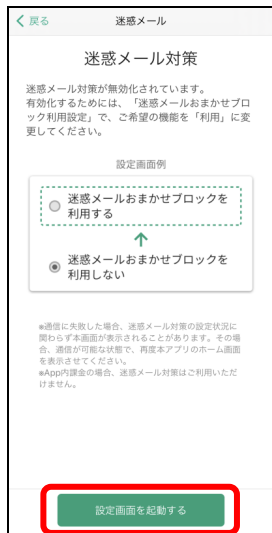 戻る 迷惑メール
迷惑メール対策
迷惑メール対策が無効化されています。
有効化するためには、「迷惑メールおまかせブロ
ック利用設定」で、ご希望の機能を「利用」に変
更してください。
設定画面例
迷惑メールおまかせブロックを
利用する
迷惑メールおまかせブロックを
利用しない
※通信に失敗した場合、迷惑メール対策の設定状況に
関わらず本画面が表示されることがあります。その場
合、通信が可能な状態で、再度本アプリのホーム画面
を表示させてください。
※App内課金の場合、迷惑メール対策はご利用いただ
けません。
設定画面を起動する